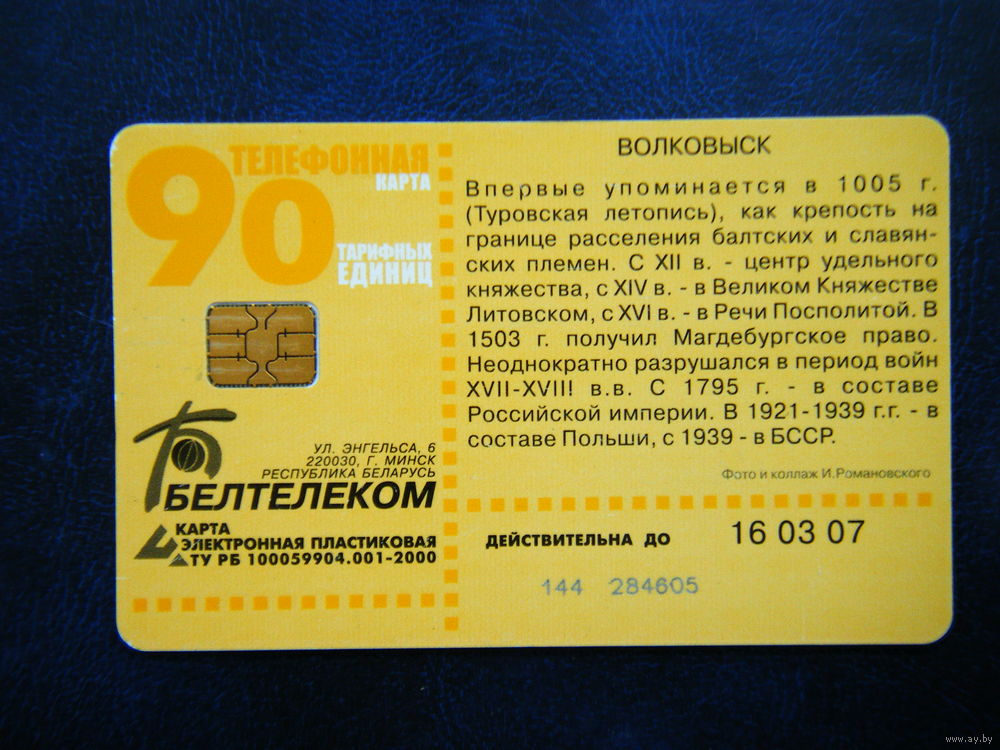 90
ТЕЛЕФОННАЯ
КАРТА
ТАРИФНЫХ
ЕДИНИЦ
УЛ. ЭНГЕЛЬСА, 6
220030, Г. МИНСК
РЕСПУБЛИКА БЕЛАРУСЬ
БЕЛТЕЛЕКОМ
КАРТА
ЭЛЕКТРОННАЯ ПЛАСТИКОВАЯ
ТУ РБ 100059904.001-2000
ВОЛКОВЫСК
Впервые упоминается в 1005 г.
(Туровская летопись), как крепость на
границе расселения балтских и славян-
ских племен. С XII в. - центр удельного
княжества, с XIV в. - в Великом Княжестве
Литовском, с XVI в. - в Речи Посполитой. В
1503 г. получил Магдебургское право.
Неоднократно разрушался в период войн
XVII-XVIII в.в. С 1795 г. - в составе
Российской империи. В 1921-1939 г.г. - в
составе Польши, с 1939 - в БССР.
Фото и коллаж И.Романовского
ДЕЙСТВИТЕЛЬНА ДО 16 03 07
144 284605
www.ay.by